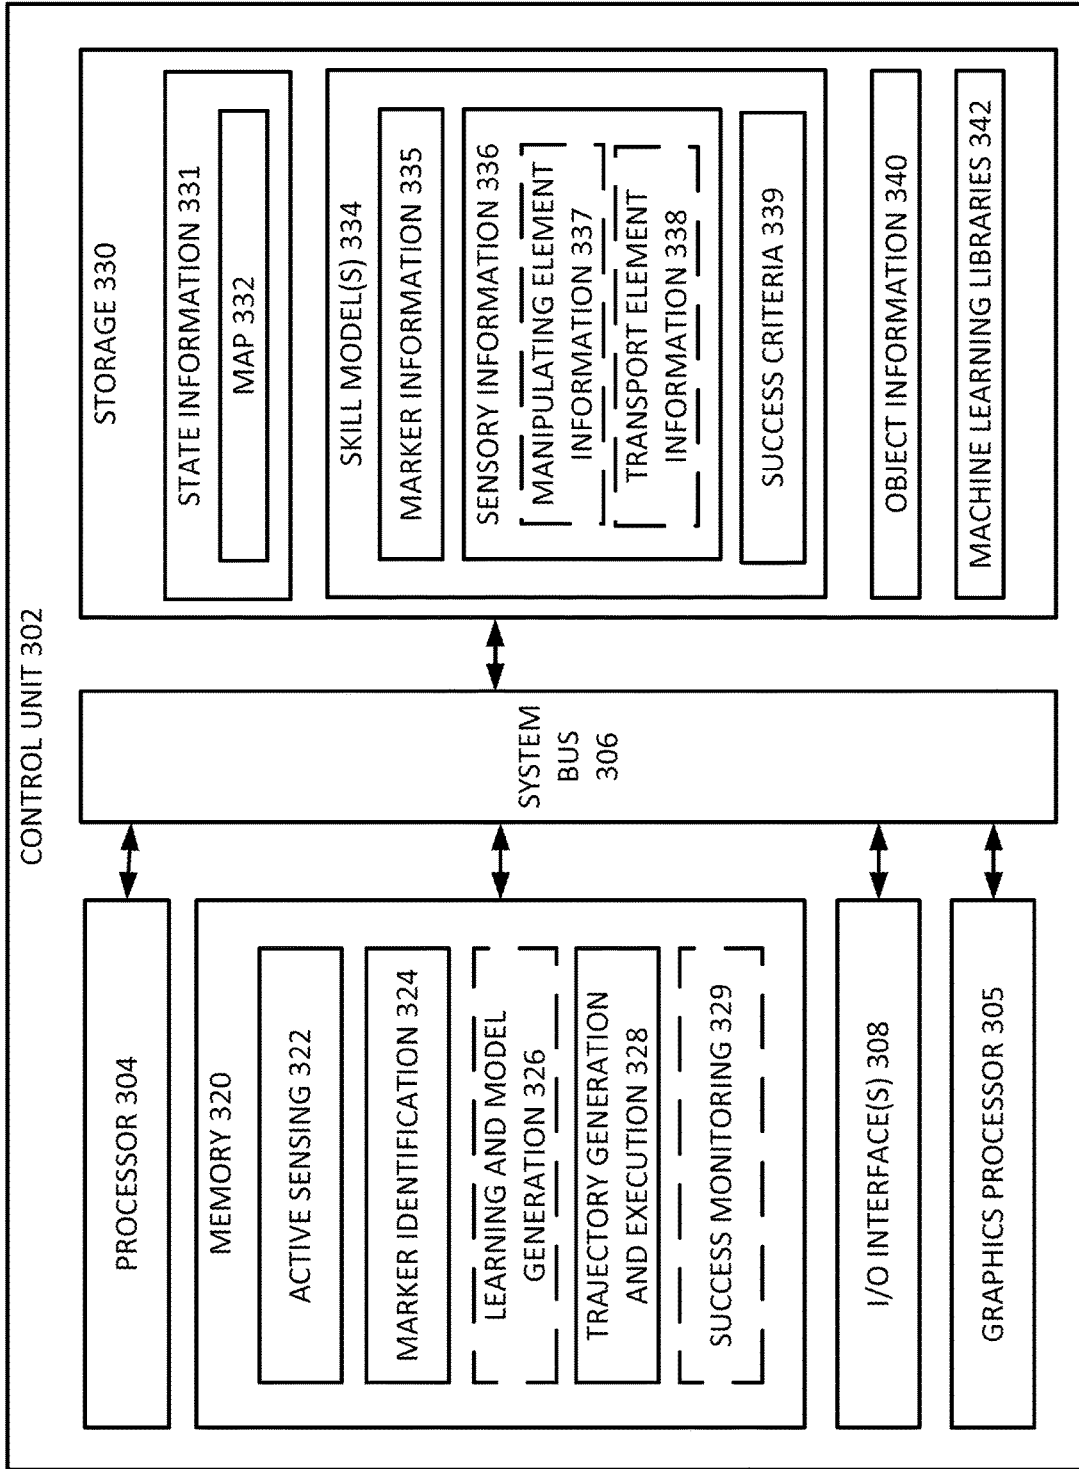 CONTROL UNIT 302
PROCESSOR 304
MEMORY 320
ACTIVE SENSING 322
MARKER IDENTIFICATION 324
LEARNING AND MODEL
GENERATION 326
TRAJECTORY GENERATION
AND EXECUTION 328
SUCCESS MONITORING 329
I/O INTERFACE(S) 308
GRAPHICS PROCESSOR 305
SYSTEM
BUS
306
STORAGE 330
STATE INFORMATION 331
MAP 332
SKILL MODEL(S) 334
MARKER INFORMATION 335
SENSORY INFORMATION 336
MANIPULATING ELEMENT
INFORMATION 337
TRANSPORT ELEMENT
INFORMATION 338
SUCCESS CRITERIA 339
OBJECT INFORMATION 340
MACHINE LEARNING LIBRARIES 342